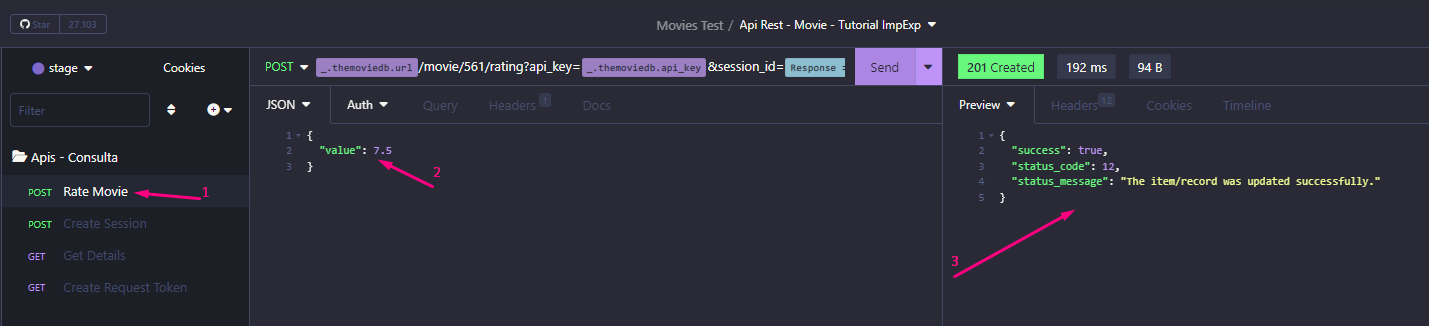 Star 27.103
Movies Test / Api Rest - Movie - Tutorial ImpExp
stage Cookies
Filter
Apis - Consulta
POST Rate Movie 1
POST Create Session
GET Get Details
GET Create Request Token
POST _.themoviedb.url /movie/561/rating?api_key= _.themoviedb.api_key &session_id= Response = Send
JSON Auth Query Headers 1 Docs
1 {
2 "value": 7.5
3 }
2
201 Created 192 ms 94 B
Preview Headers 12 Cookies Timeline
1 {
2 "success": true,
3 "status_code": 12,
4 "status_message": "The item/record was updated successfully."
5 }
3